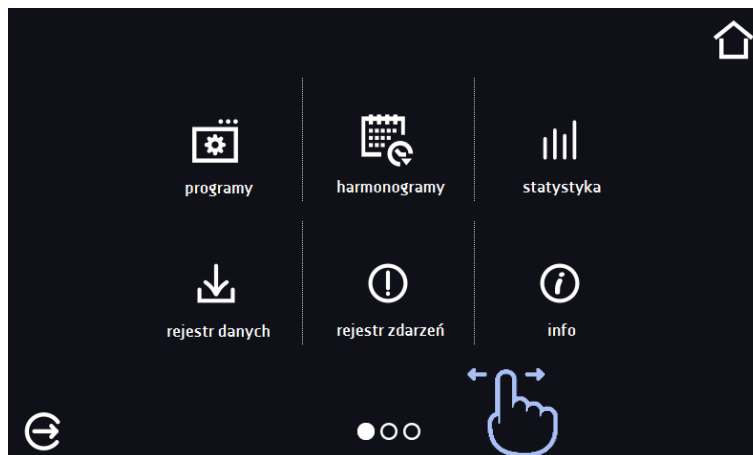 programy
harmonogramy
statystyka
rejestr danych
rejestr zdarzeń
info